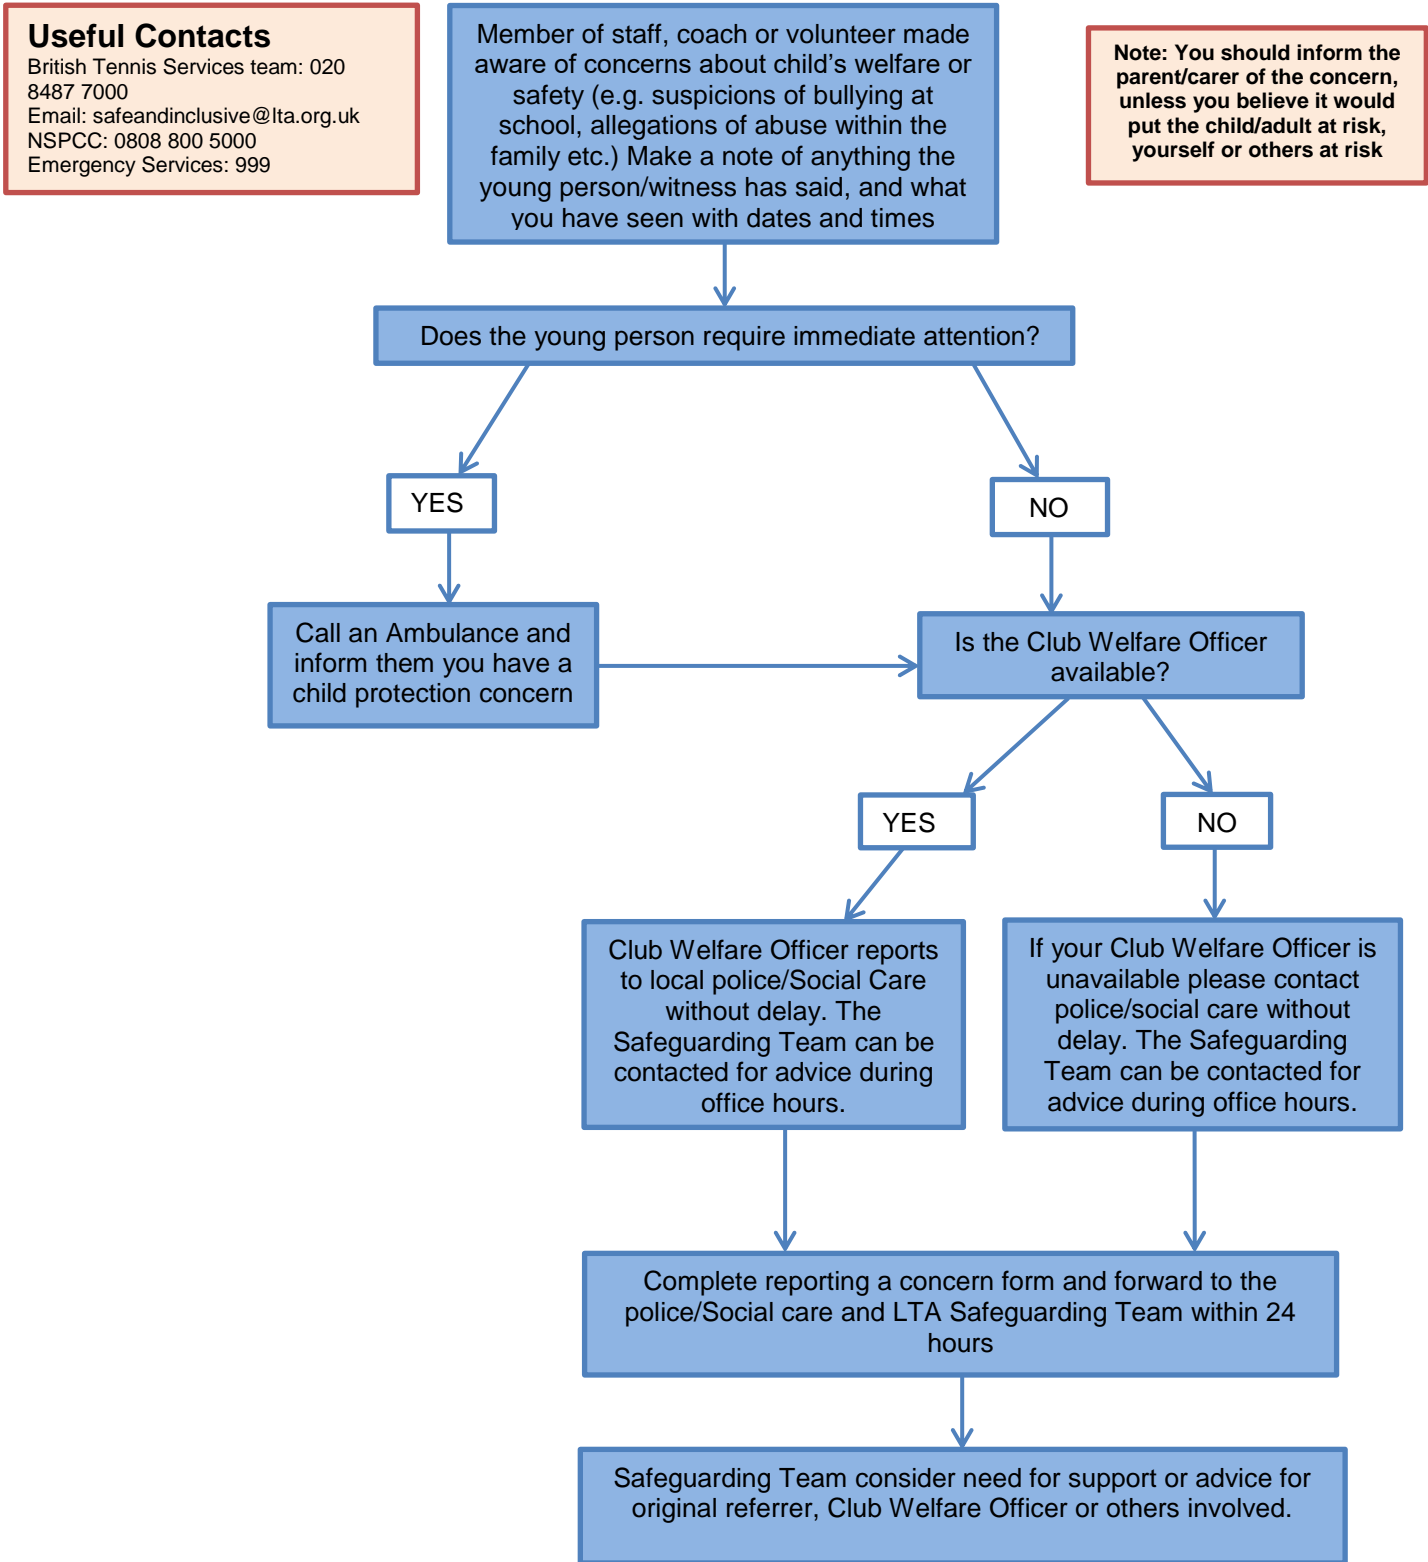 Useful Contacts
British Tennis Services team: 020
8487 7000
Email: safeandinclusive@lta.org.uk
NSPCC: 0808 800 5000
Emergency Services: 999
Member of staff, coach or volunteer made
aware of concerns about child’s welfare or
safety (e.g. suspicions of bullying at
school, allegations of abuse within the
family etc.) Make a note of anything the
young person/witness has said, and what
you have seen with dates and times
Note: You should inform the
parent/carer of the concern,
unless you believe it would
put the child/adult at risk,
yourself or others at risk
Does the young person require immediate attention?
YES
NO
Call an Ambulance and
inform them you have a
child protection concern
Is the Club Welfare Officer
available?
YES
NO
Club Welfare Officer reports
to local police/Social Care
without delay. The
Safeguarding Team can be
contacted for advice during
office hours.
If your Club Welfare Officer is
unavailable please contact
police/social care without
delay. The Safeguarding
Team can be contacted for
advice during office hours.
Complete reporting a concern form and forward to the
police/Social care and LTA Safeguarding Team within 24
hours
Safeguarding Team consider need for support or advice for
original referrer, Club Welfare Officer or others involved.